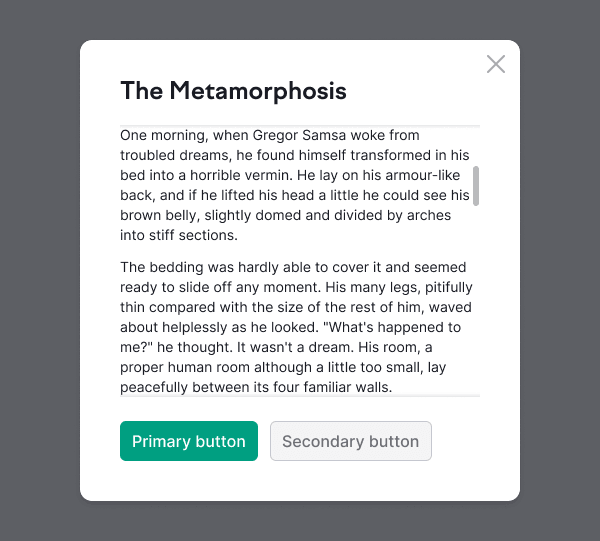 The Metamorphosis
One morning, when Gregor Samsa woke from
troubled dreams, he found himself transformed in his
bed into a horrible vermin. He lay on his armour-like
back, and if he lifted his head a little he could see his
brown belly, slightly domed and divided by arches
into stiff sections.
The bedding was hardly able to cover it and seemed
ready to slide off any moment. His many legs, pitifully
thin compared with the size of the rest of him, waved
about helplessly as he looked. "What's happened to
me?" he thought. It wasn't a dream. His room, a
proper human room although a little too small, lay
peacefully between its four familiar walls.
Primary button
Secondary button